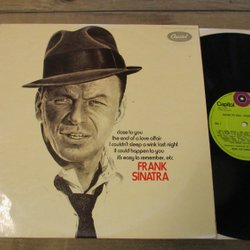 Capitol
close to you
the end of a love affair
i couldn't sleep a wink last night
it could happen to you
it's easy to remember, etc.
FRANK
SINATRA
Capitol